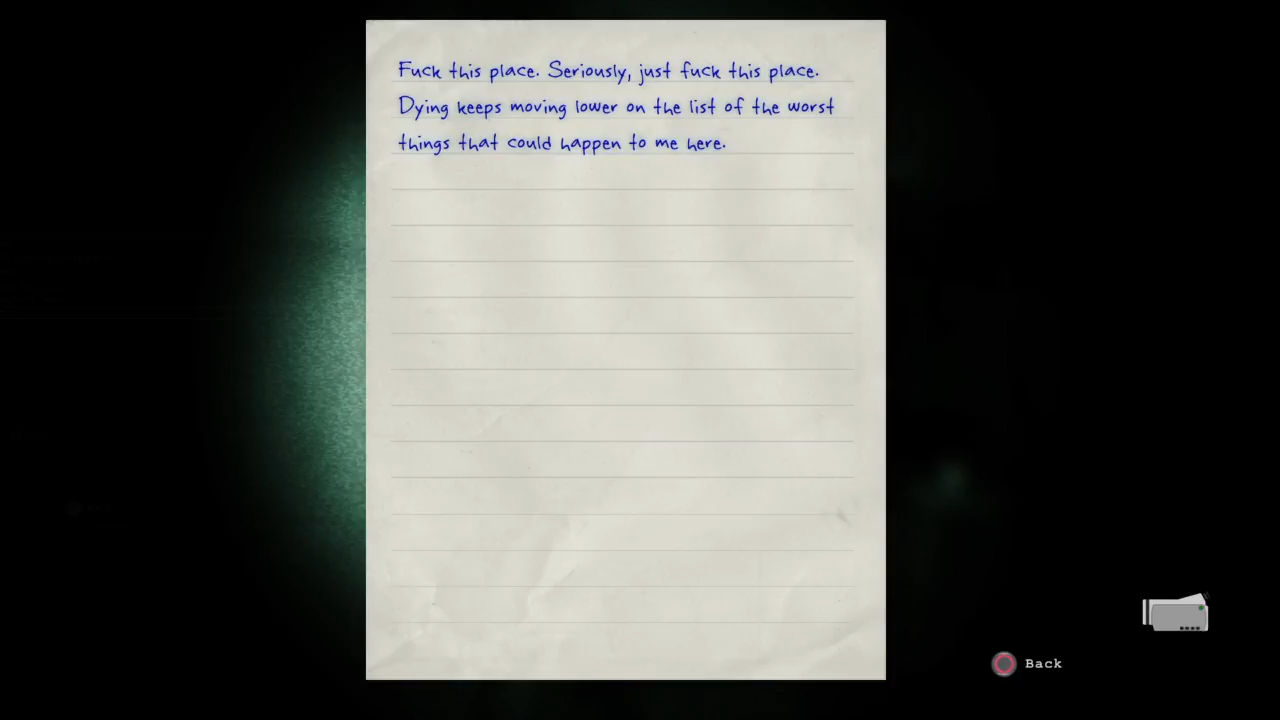 Fuck this place. Seriously, just fuck this place.
Dying keeps moving lower on the list of the worst
things that could happen to me here.
Back